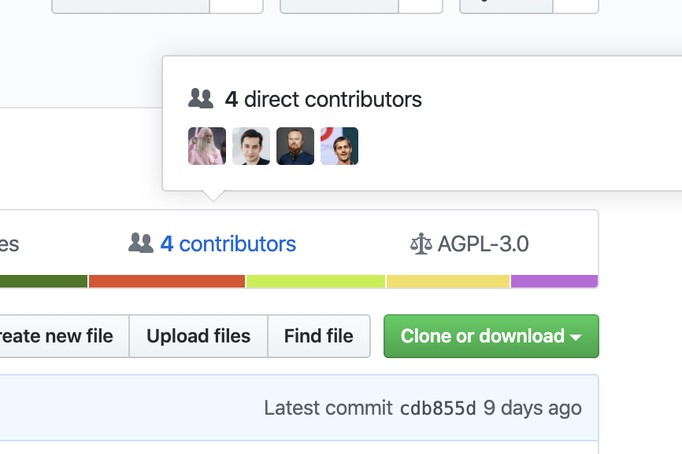 4 direct contributors
es
4 contributors
AGPL-3.0
reate new file
Upload files
Find file
Clone or download
Latest commit cdb855d 9 days ago